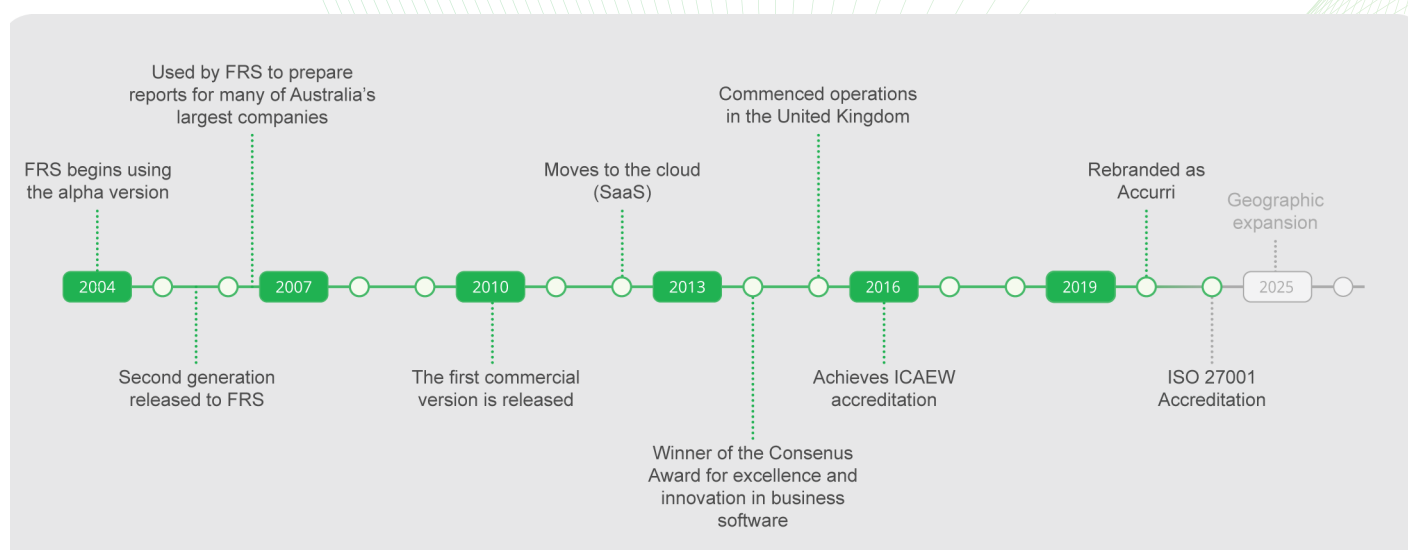 Used by FRS to prepare
reports for many of Australia's
largest companies
Commenced operations
in the United Kingdom
FRS begins using
the alpha version
Moves to the cloud
(SaaS)
Rebranded as
Accurri
Geographic
expansion
2004
2007
2010
2013
2016
2019
2025
Second generation
released to FRS
The first commercial
version is released
Achieves ICAEW
accreditation
ISO 27001
Accreditation
Winner of the Consenus
Award for excellence and
innovation in business
software